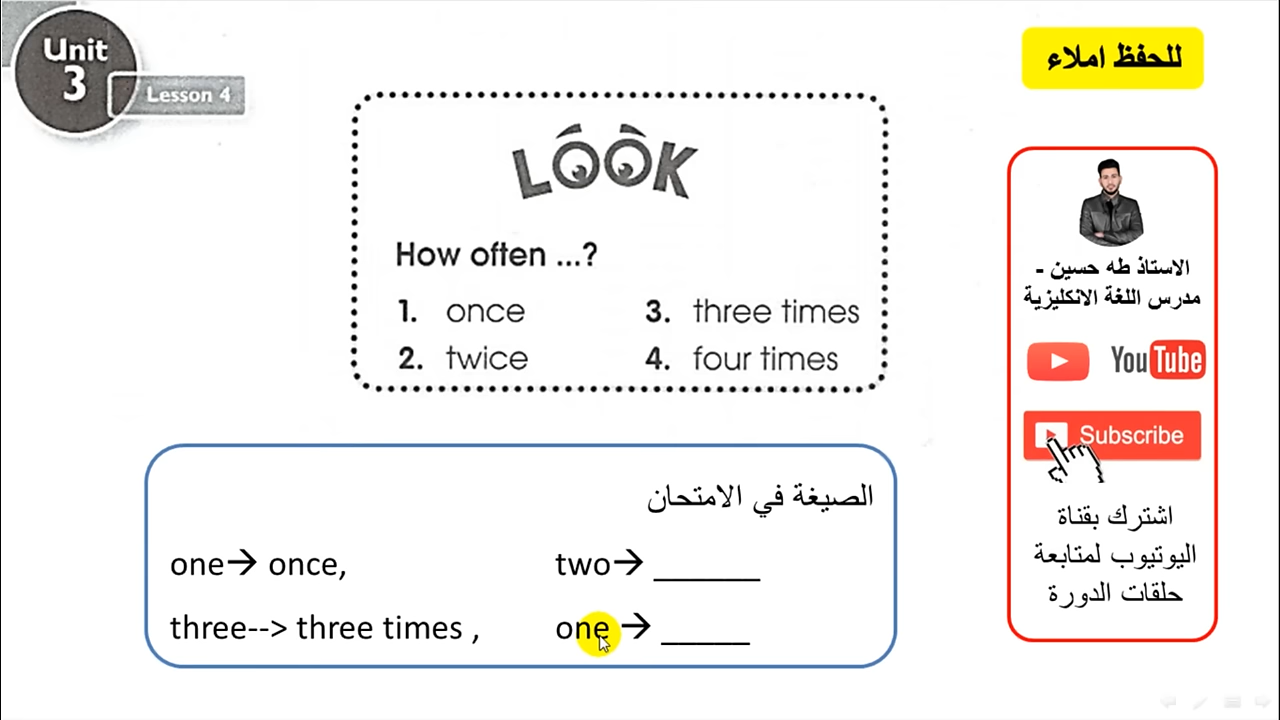 Unit
3
Lesson 4
للحفظ املاء
LOOK
How often ...?
1. once
3. three times
2. twice
4. four times
الاستاذ طه حسين -
مدرس اللغة الانكليزية
YouTube
Subscribe
اشترك بقناة
اليوتيوب لمتابعة
حلقات الدورة
الصيغة في الامتحان
one→ once, two→ ______
three--> three times , one → _____